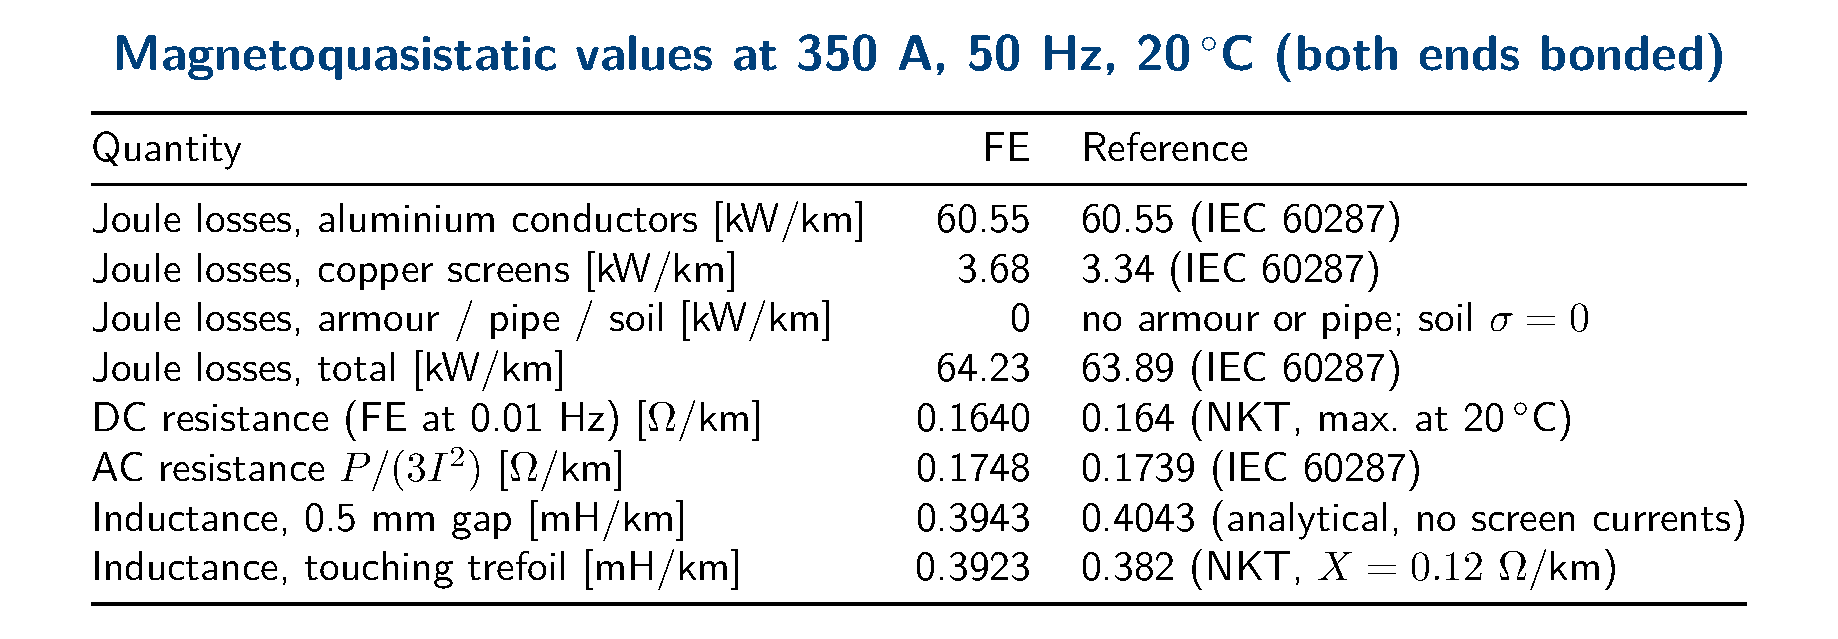 Magnetoquasistatic values at 350 A, 50 Hz, 20 °C (both ends bonded)
Quantity FE Reference
Joule losses, aluminium conductors [kW/km] 60.55 60.55 (IEC 60287)
Joule losses, copper screens [kW/km] 3.68 3.34 (IEC 60287)
Joule losses, armour / pipe / soil [kW/km] 0 no armour or pipe; soil σ = 0
Joule losses, total [kW/km] 64.23 63.89 (IEC 60287)
DC resistance (FE at 0.01 Hz) [Ω/km] 0.1640 0.164 (NKT, max. at 20 °C)
AC resistance P/(3I²) [Ω/km] 0.1748 0.1739 (IEC 60287)
Inductance, 0.5 mm gap [mH/km] 0.3943 0.4043 (analytical, no screen currents)
Inductance, touching trefoil [mH/km] 0.3923 0.382 (NKT, X = 0.12 Ω/km)